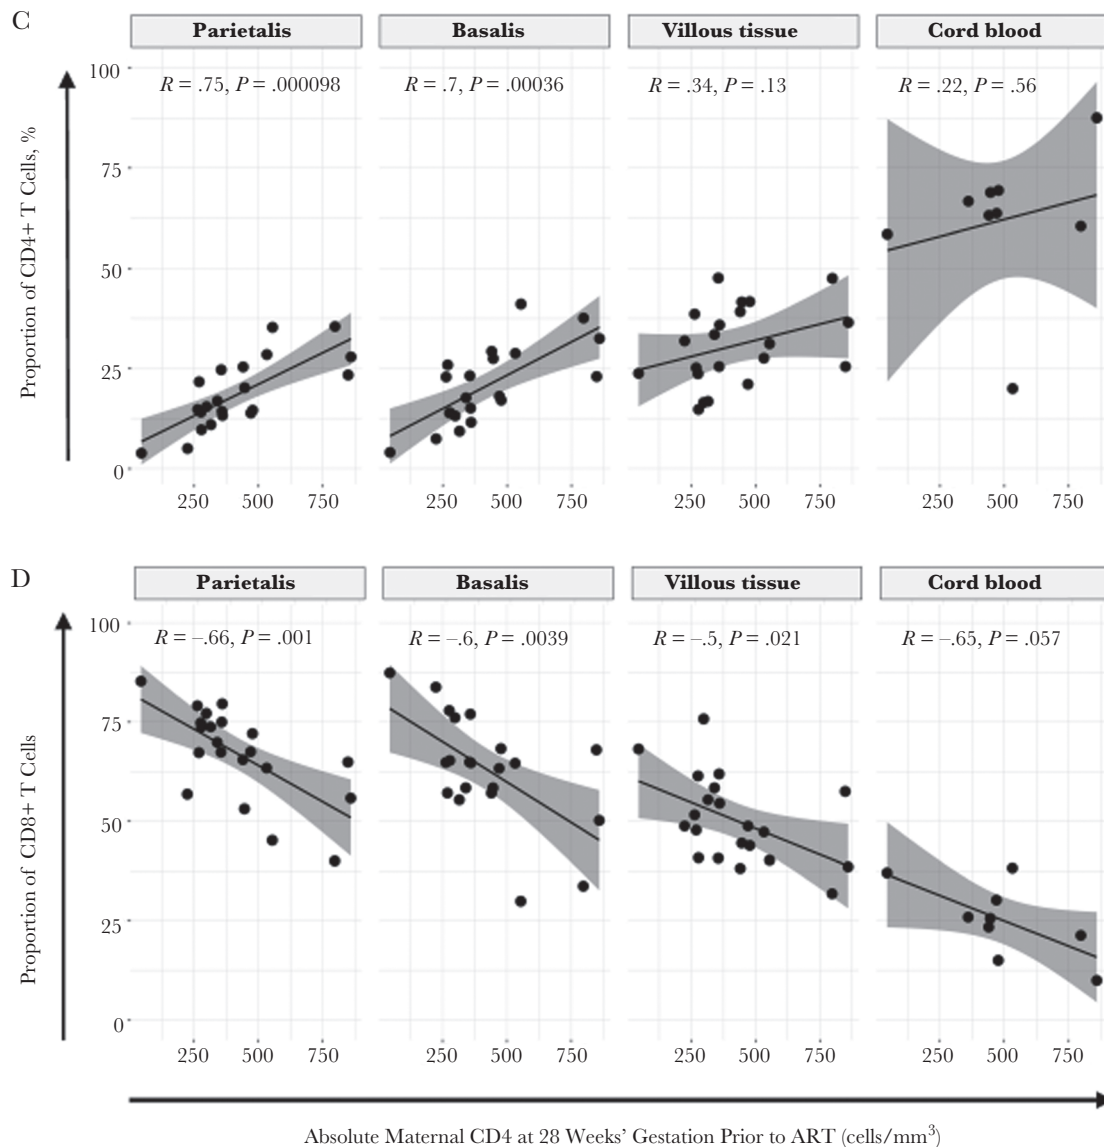 C
Parietalis Basalis Villous tissue Cord blood
R = .75, P = .000098 R = .7, P = .00036 R = .34, P = .13 R = .22, P = .56
Proportion of CD4+ T Cells, %
100
75
50
25
0
250 500 750 250 500 750 250 500 750 250 500 750
D
Parietalis Basalis Villous tissue Cord blood
R = –.66, P = .001 R = –.6, P = .0039 R = –.5, P = .021 R = –.65, P = .057
Proportion of CD8+ T Cells
100
75
50
25
0
250 500 750 250 500 750 250 500 750 250 500 750
Absolute Maternal CD4 at 28 Weeks' Gestation Prior to ART (cells/mm³)